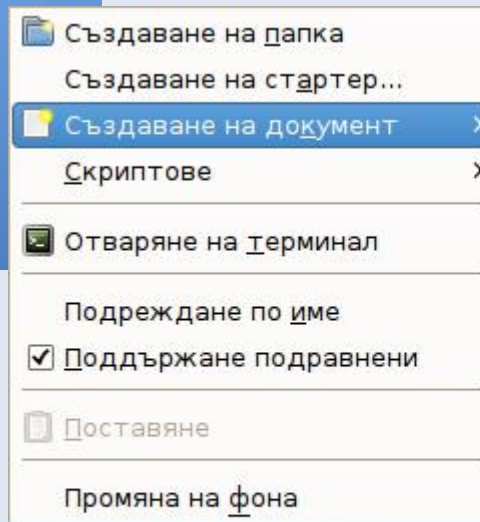 Създаване на папка
Създаване на стартер...
Създаване на документ
Скриптове
Отваряне на терминал
Подреждане по име
Поддържане подравнени
Поставяне
Промяна на фона